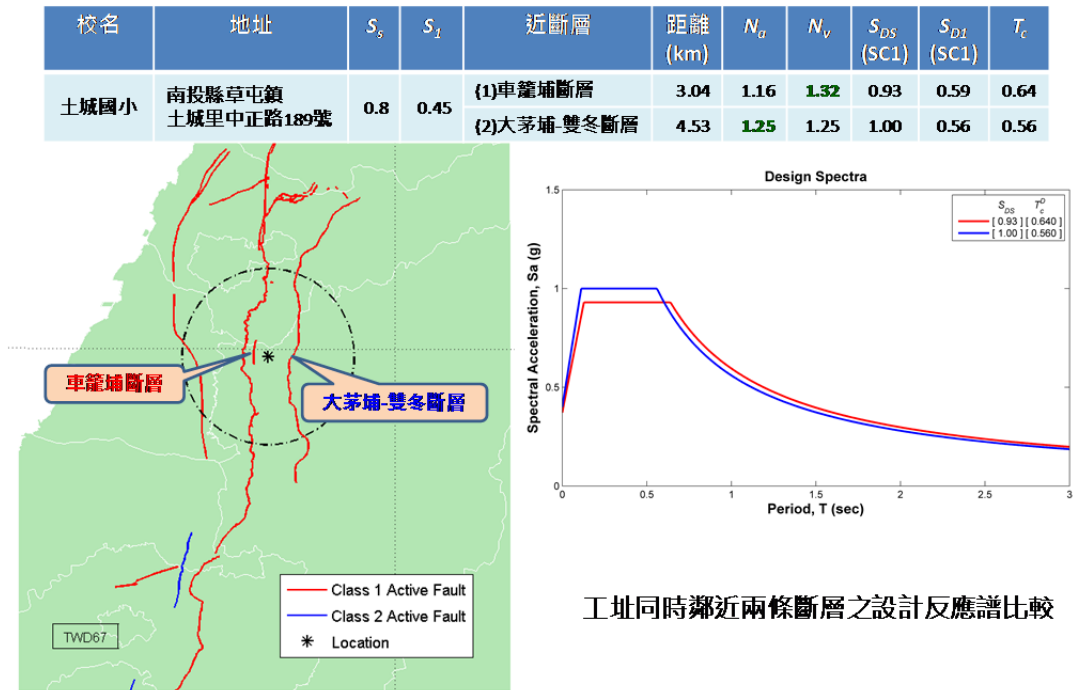 校名 地址 Ss S1 近斷層 距離 (km) Na Nv SDS (SC1) SD1 (SC1) Tc
土城國小 南投縣草屯鎮 土城里中正路189號 0.8 0.45 (1)車籠埔斷層 3.04 1.16 1.32 0.93 0.59 0.64
(2)大茅埔-雙冬斷層 4.53 1.25 1.25 1.00 0.56 0.56
車籠埔斷層
大茅埔-雙冬斷層
Class 1 Active Fault
Class 2 Active Fault
Location
TWD67
Design Spectra
SDS TcD
[ 0.93 ] [ 0.640 ]
[ 1.00 ] [ 0.560 ]
Spectral Acceleration, Sa (g)
1.5
1
0.5
0
0 0.5 1 1.5 2 2.5 3
Period, T (sec)
工址同時鄰近兩條斷層之設計反應譜比較